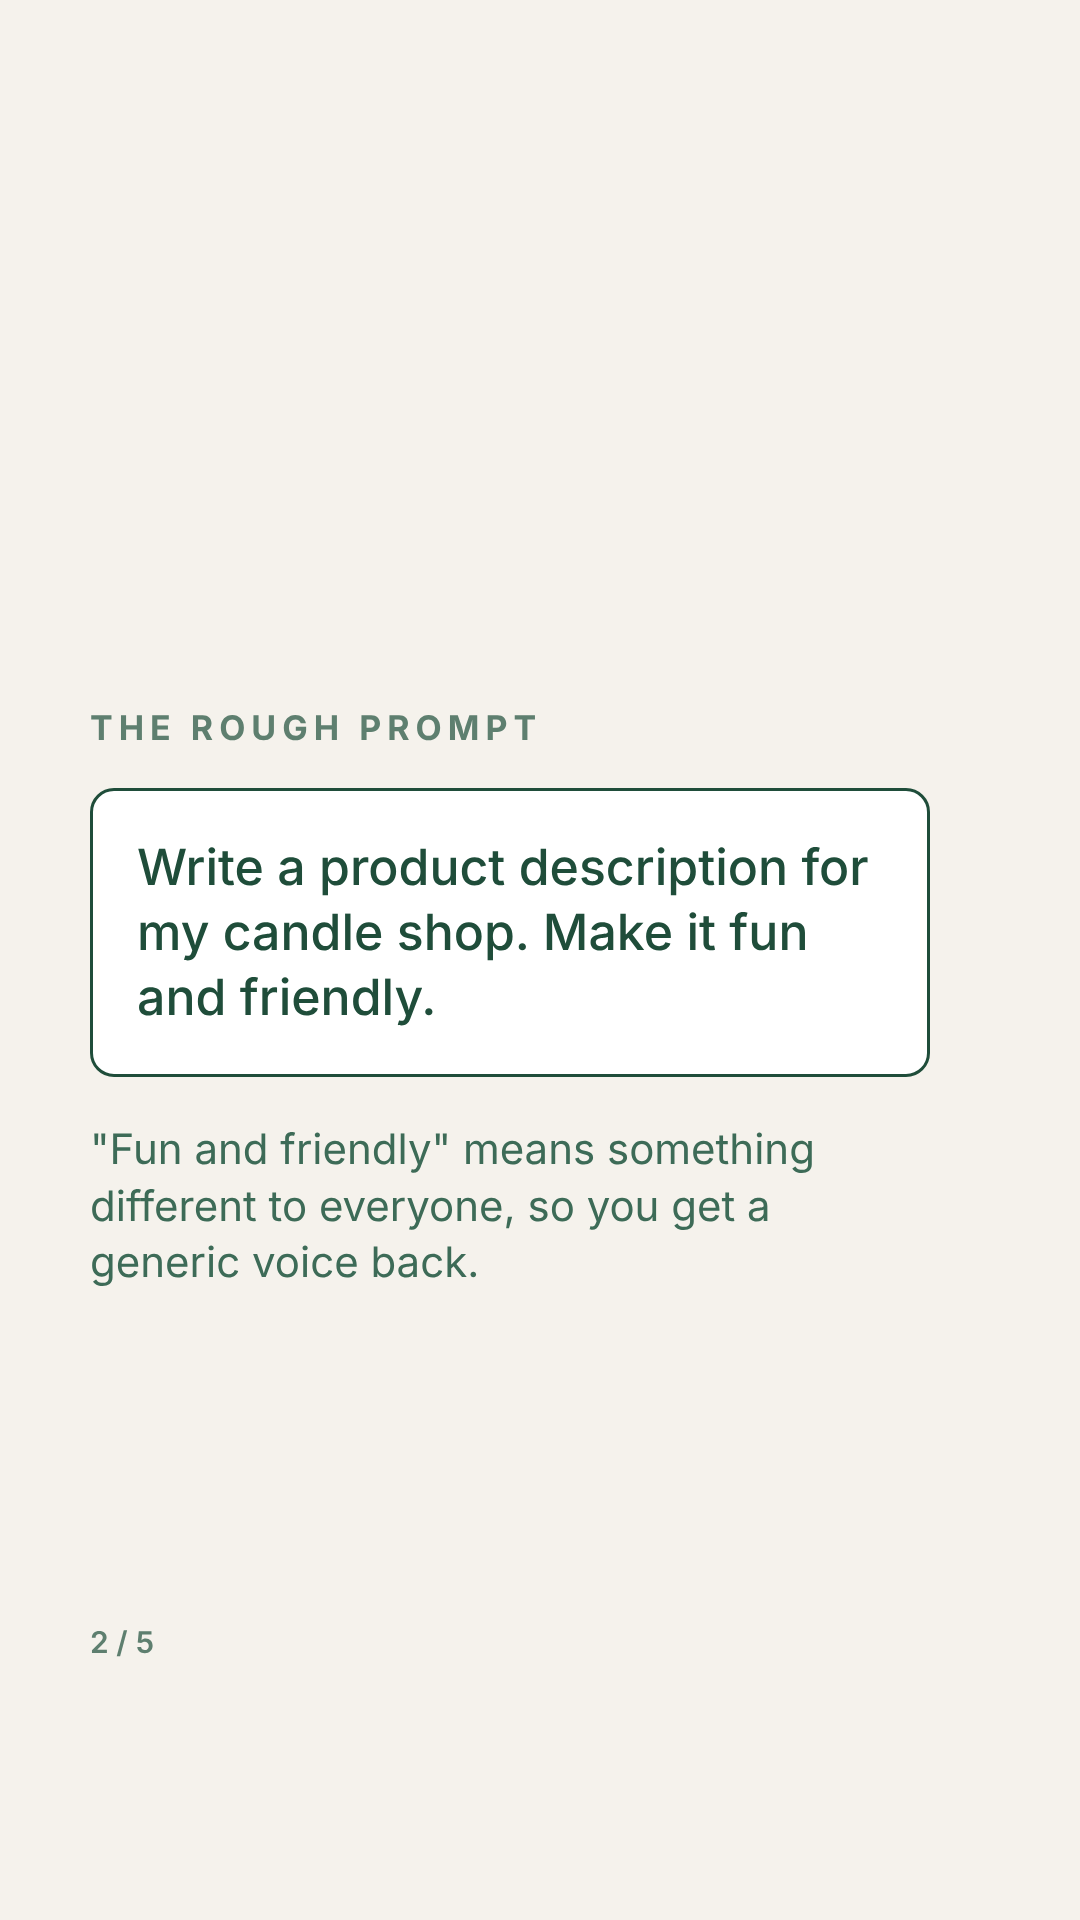 THE ROUGH PROMPT
Write a product description for
my candle shop. Make it fun
and friendly.
"Fun and friendly" means something
different to everyone, so you get a
generic voice back.
2 / 5